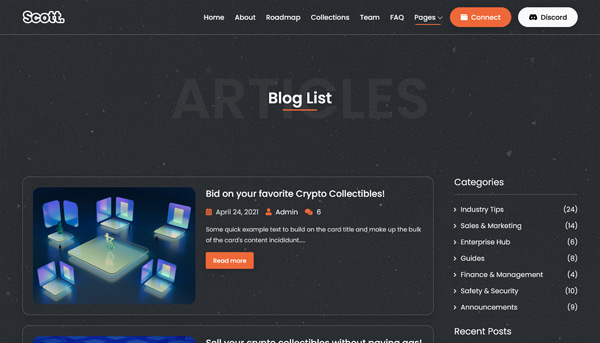 Scott.
Home About Roadmap Collections Team FAQ Pages Connect Discord
ARTICLES
Blog List
Bid on your favorite Crypto Collectibles!
April 24, 2021 Admin 6
Some quick example text to build on the card title and make up the bulk
of the card's content incididunt....
Read more
Categories
Industry Tips (24)
Sales & Marketing (14)
Enterprise Hub (6)
Guides (8)
Finance & Management (4)
Safety & Security (10)
Announcements (9)
Recent Posts
Sell your crypto collectibles without paying gas!